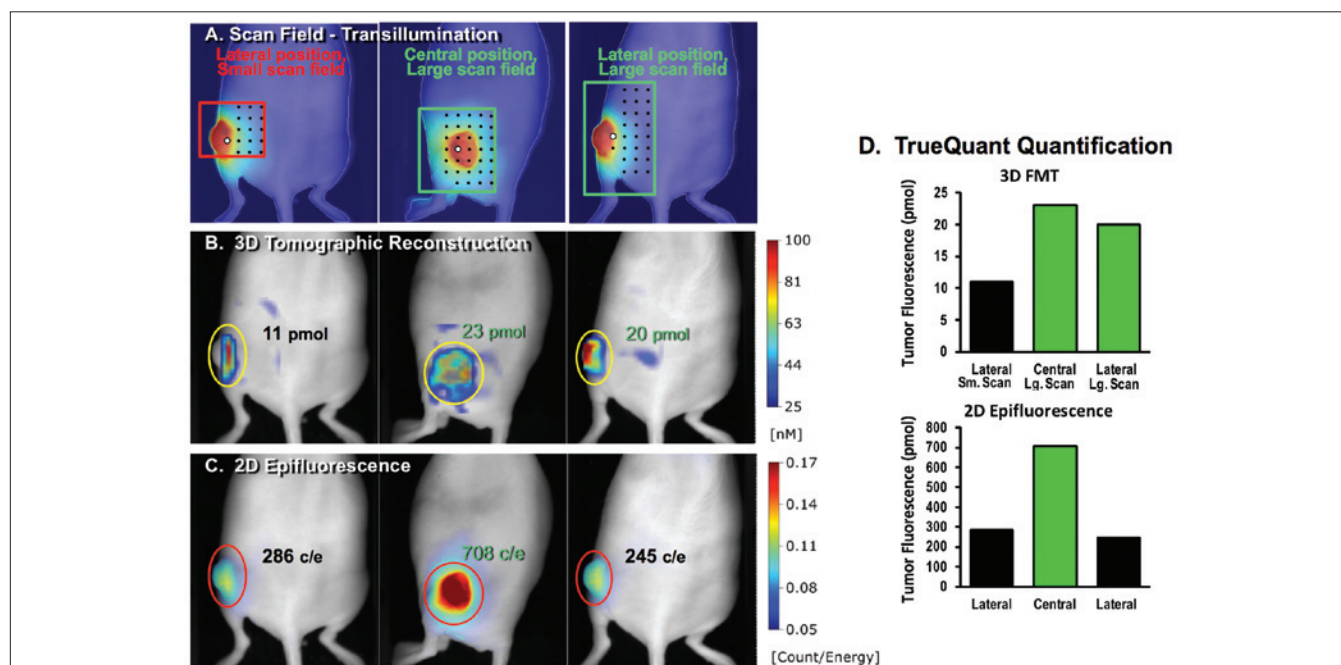 A. Scan Field - Transillumination
Lateral position,
Small scan field
Central position,
Large scan field
Lateral position,
Large scan field
B. 3D Tomographic Reconstruction
11 pmol
23 pmol
20 pmol
100
81
63
44
25
[nM]
C. 2D Epifluorescence
286 c/e
708 c/e
245 c/e
0.17
0.14
0.11
0.08
0.05
[Count/Energy]
D. TrueQuant Quantification
3D FMT
Tumor Fluorescence (pmol)
25
20
15
10
5
0
Lateral
Sm. Scan
Central
Lg. Scan
Lateral
Lg. Scan
2D Epifluorescence
Tumor Fluorescence (pmol)
800
700
600
500
400
300
200
100
0
Lateral
Central
Lateral